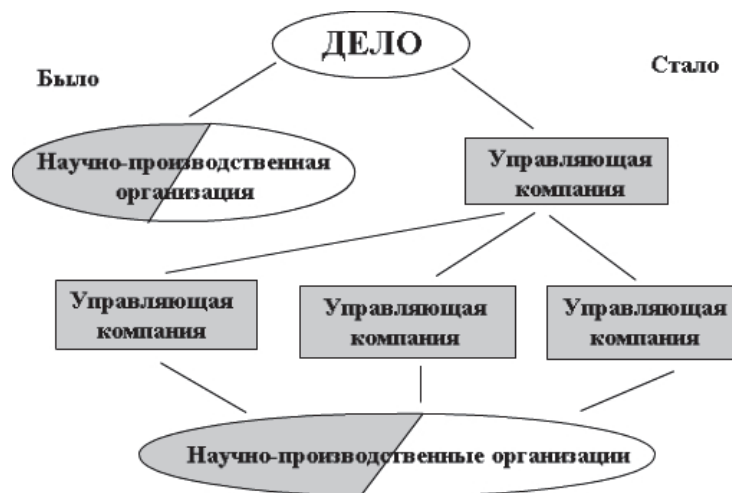 ДЕЛО
Было
Стало
Научно-производственная
организация
Управляющая
компания
Управляющая
компания
Управляющая
компания
Управляющая
компания
Научно-производственные организации